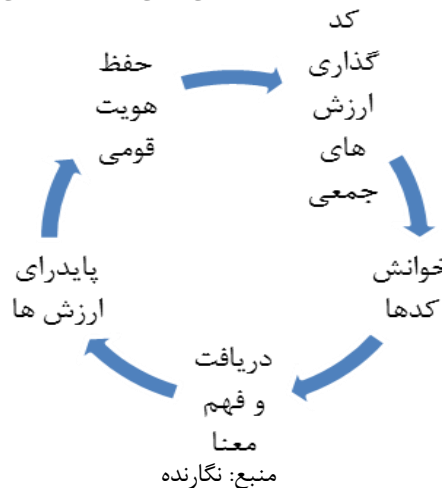 کد
گذاری
ارزش
های
جمعی
خوانش
کدها
دریافت
و فهم
معنا
پایدرای
ارزش ها
حفظ
هویت
قومی
منبع: نگارنده